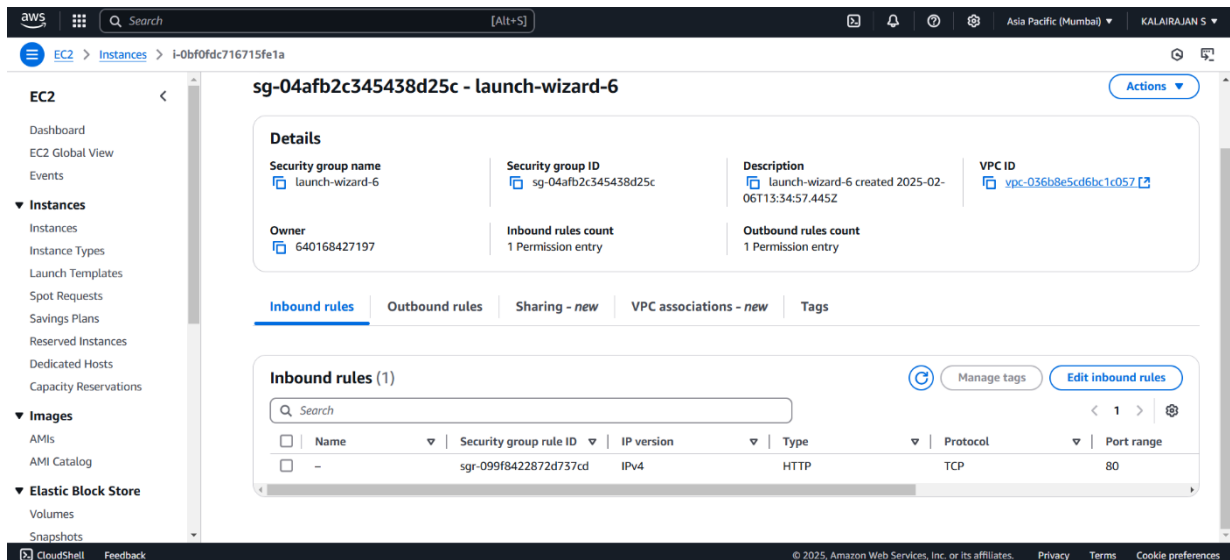 aws
Search
[Alt+S]
Asia Pacific (Mumbai)
KALAIRAJAN S
EC2 > Instances > i-0bf0fdc716715fe1a
EC2
Dashboard
EC2 Global View
Events
Instances
Instances
Instance Types
Launch Templates
Spot Requests
Savings Plans
Reserved Instances
Dedicated Hosts
Capacity Reservations
Images
AMIs
AMI Catalog
Elastic Block Store
Volumes
Snapshots
sg-04afb2c345438d25c - launch-wizard-6
Actions
Details
Security group name
launch-wizard-6
Security group ID
sg-04afb2c345438d25c
Description
launch-wizard-6 created 2025-02-
06T13:34:57.445Z
VPC ID
vpc-036b8e5cd6bc1c057
Owner
640168427197
Inbound rules count
1 Permission entry
Outbound rules count
1 Permission entry
Inbound rules
Outbound rules
Sharing - new
VPC associations - new
Tags
Inbound rules (1)
Manage tags
Edit inbound rules
Search
< 1 >
Name
Security group rule ID
IP version
Type
Protocol
Port range
–
sgr-099f8422872d737cd
IPv4
HTTP
TCP
80
CloudShell
Feedback
© 2025, Amazon Web Services, Inc. or its affiliates.
Privacy
Terms
Cookie preferences